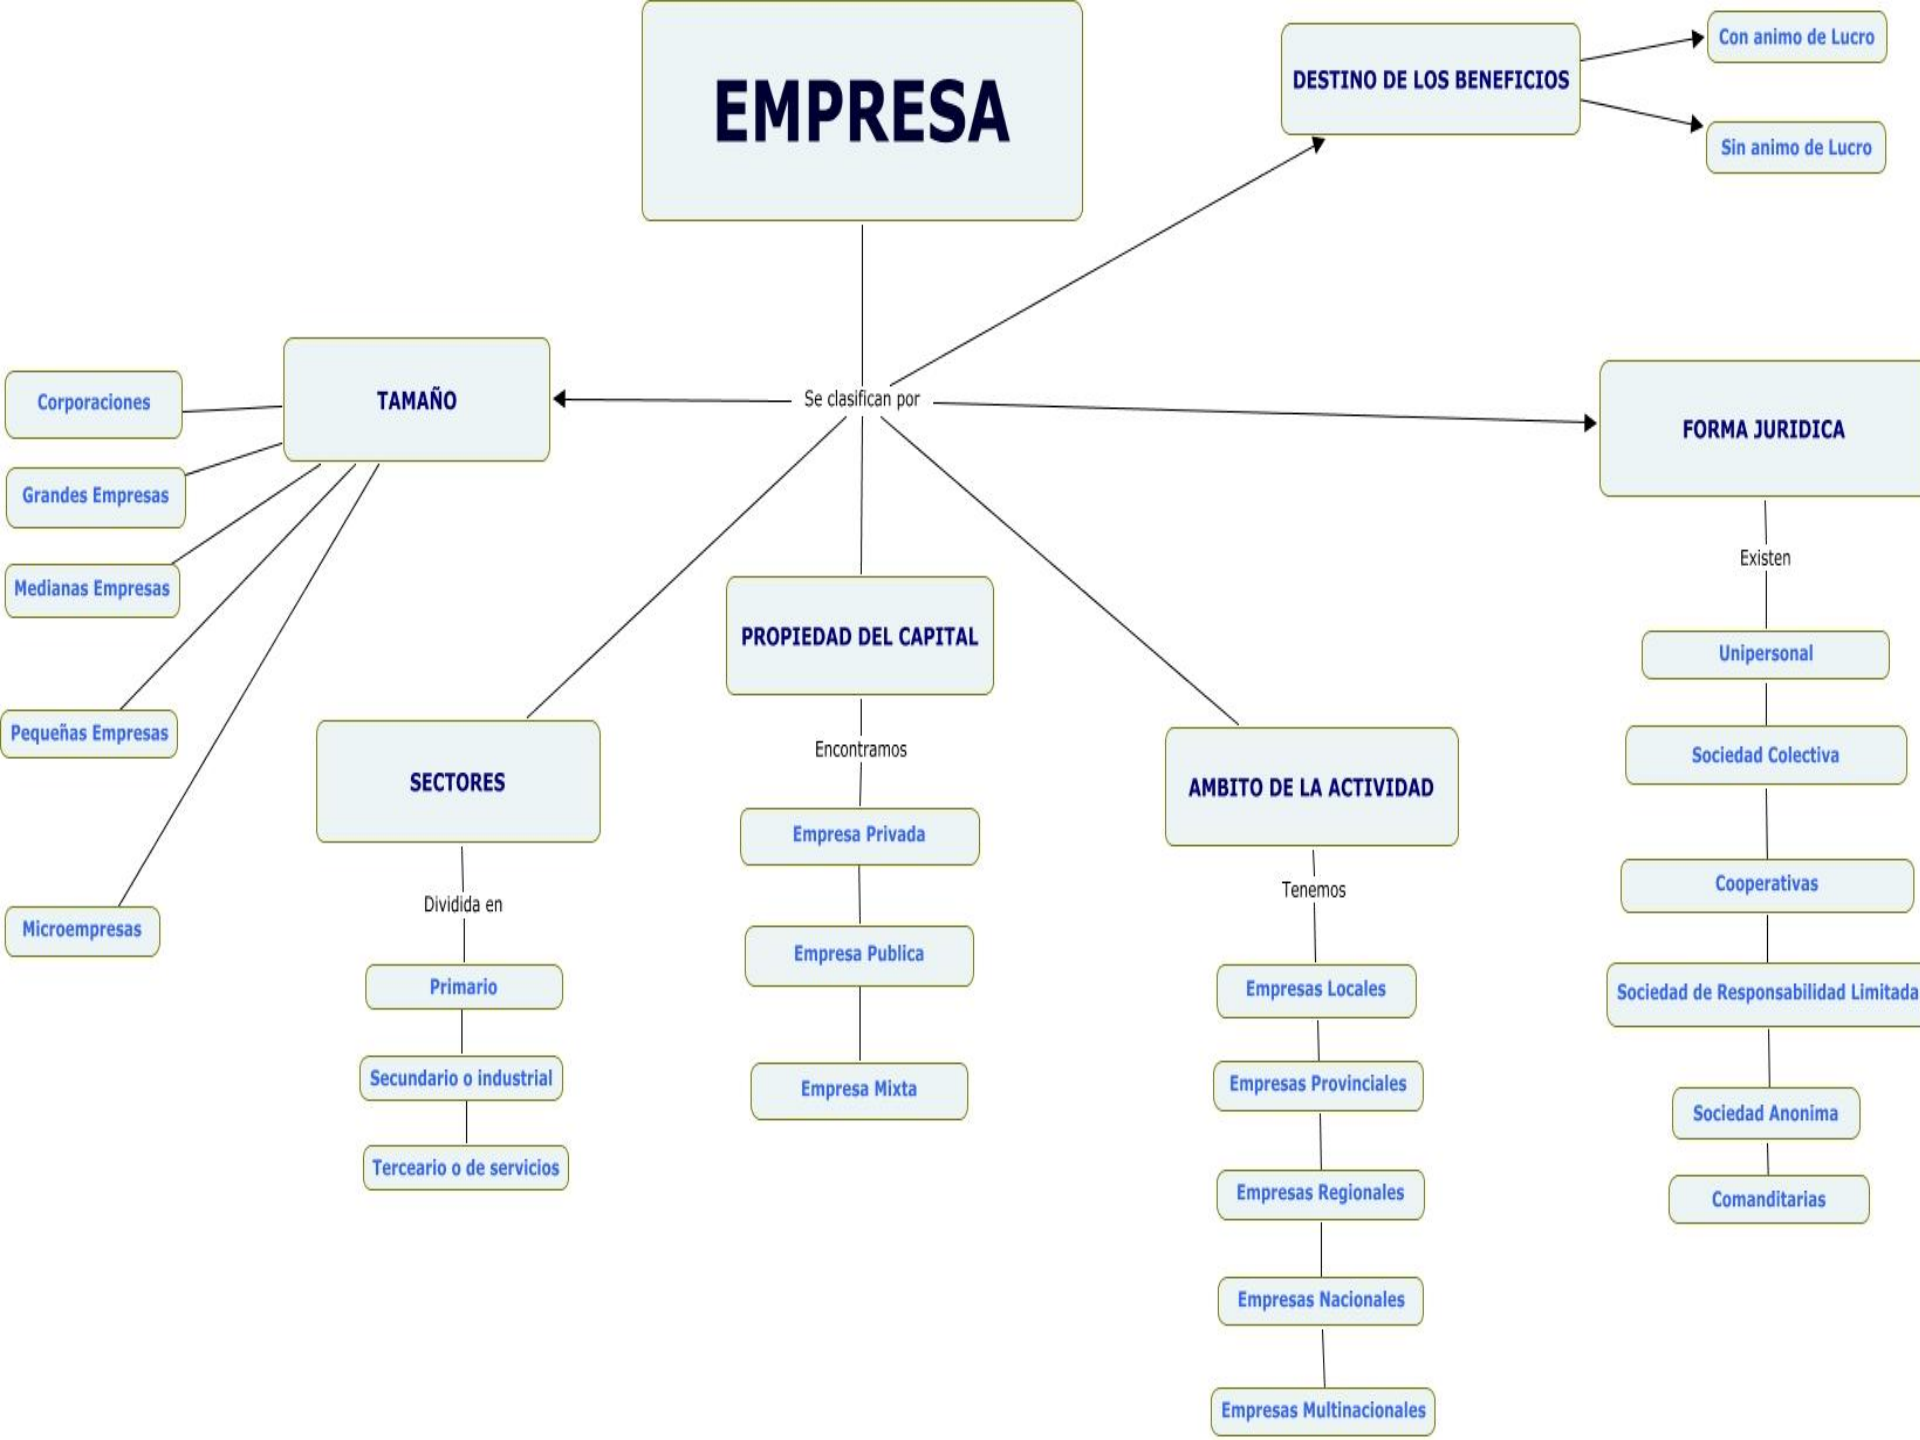 EMPRESA
DESTINO DE LOS BENEFICIOS
Con animo de Lucro
Sin animo de Lucro
Se clasifican por
TAMAÑO
Corporaciones
Grandes Empresas
Medianas Empresas
Pequeñas Empresas
Microempresas
SECTORES
Dividida en
Primario
Secundario o industrial
Terceario o de servicios
PROPIEDAD DEL CAPITAL
Encontramos
Empresa Privada
Empresa Publica
Empresa Mixta
AMBITO DE LA ACTIVIDAD
Tenemos
Empresas Locales
Empresas Provinciales
Empresas Regionales
Empresas Nacionales
Empresas Multinacionales
FORMA JURIDICA
Existen
Unipersonal
Sociedad Colectiva
Cooperativas
Sociedad de Responsabilidad Limitada
Sociedad Anonima
Comanditarias